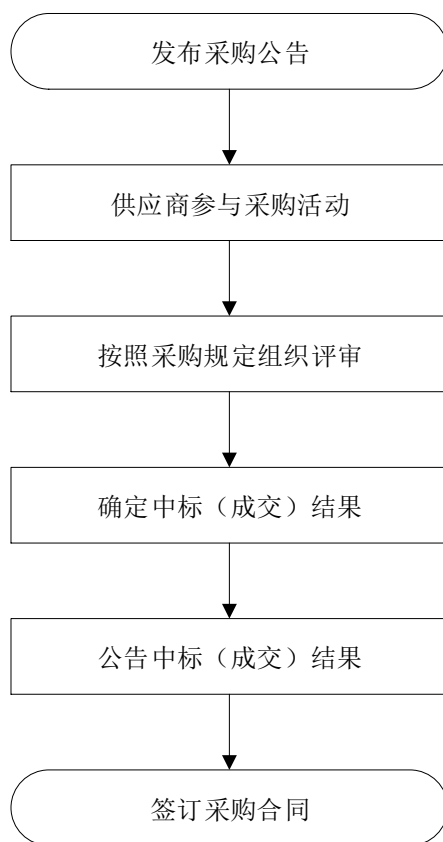 发布采购公告
供应商参与采购活动
按照采购规定组织评审
确定中标（成交）结果
公告中标（成交）结果
签订采购合同